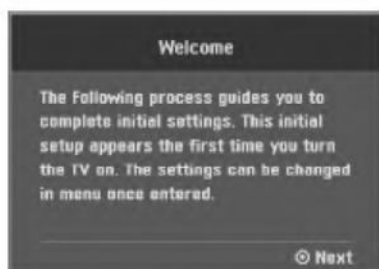 Welcome
The Following process guides you to
complete initial settings. This initial
setup appears the first time you turn
the TV on. The settings can be changed
in menu once entered.
⊙ Next